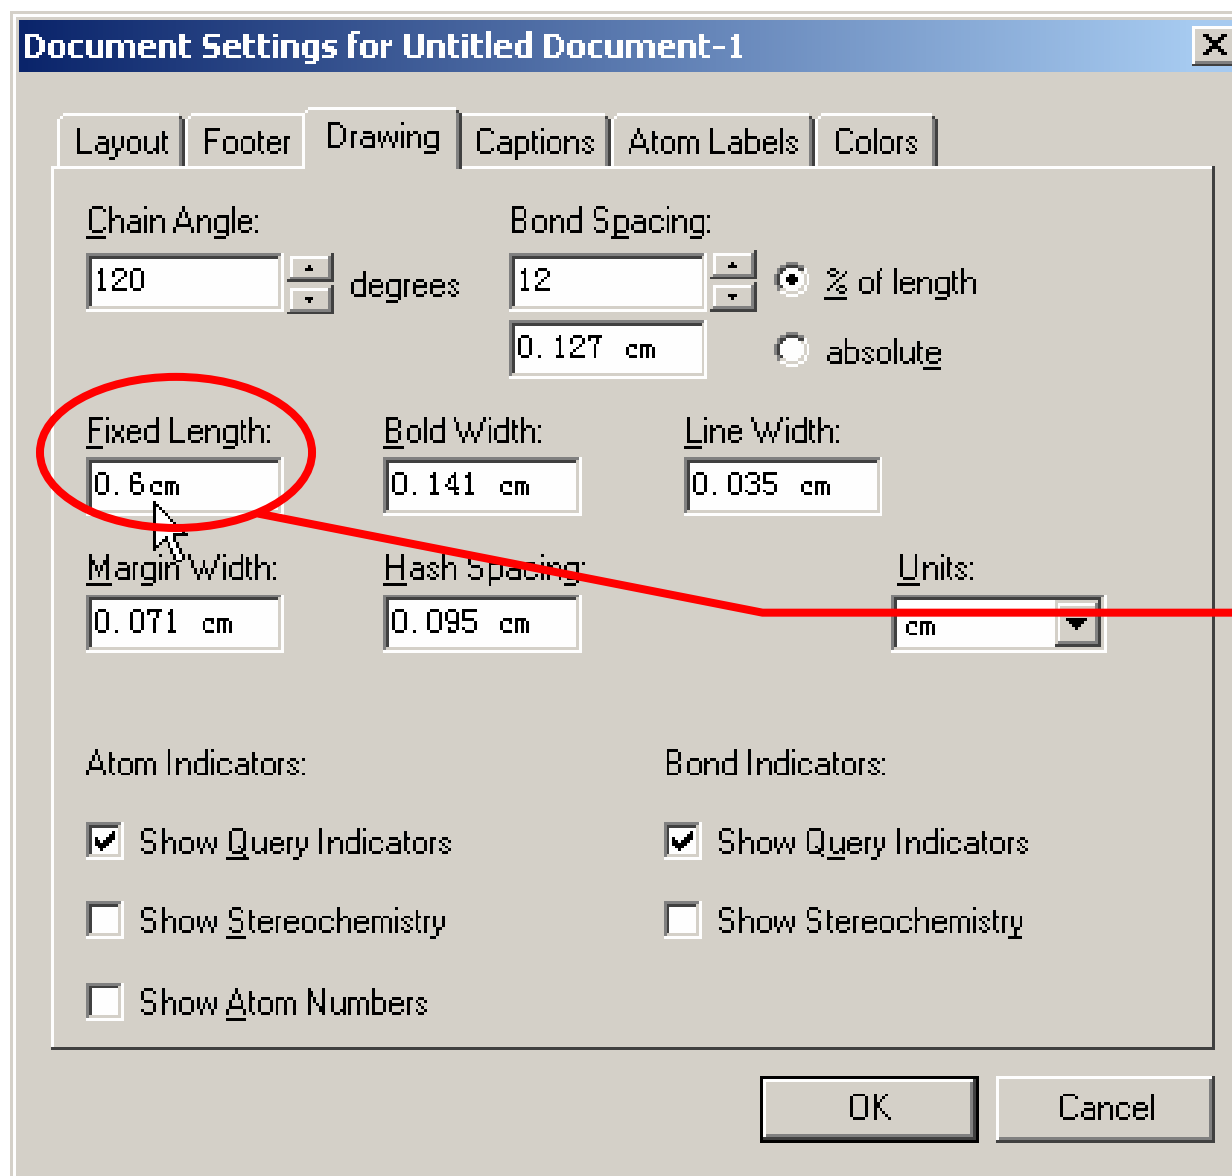 Document Settings for Untitled Document-1
Layout Footer Drawing Captions Atom Labels Colors
Chain Angle: Bond Spacing:
120 degrees 12 % of length
0.127 cm absolute
Fixed Length: Bold Width: Line Width:
0.6cm 0.141 cm 0.035 cm
Margin Width: Hash Spacing: Units:
0.071 cm 0.095 cm cm
Atom Indicators: Bond Indicators:
Show Query Indicators Show Query Indicators
Show Stereochemistry Show Stereochemistry
Show Atom Numbers
OK Cancel